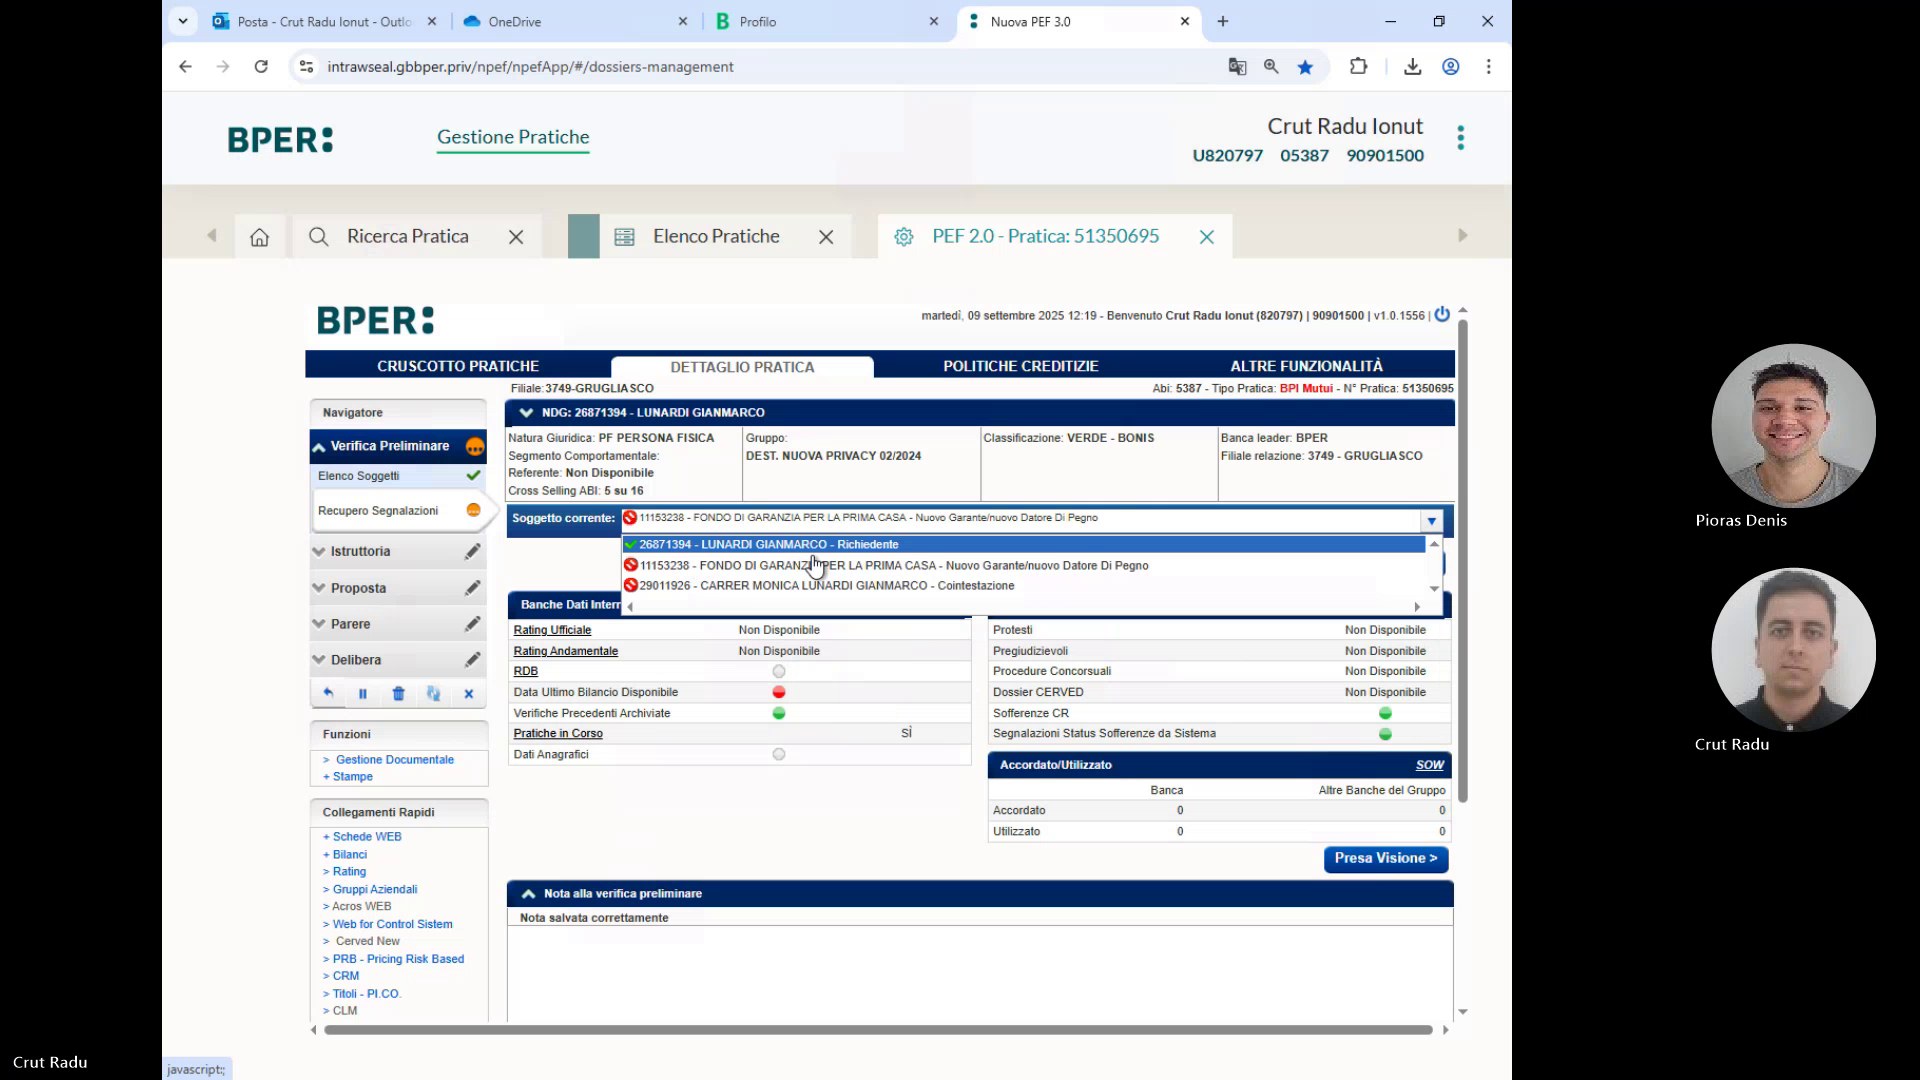 Posta - Crut Radu Ionut - Outlo
OneDrive
Profilo
Nuova PEF 3.0
intrawseal.gbbper.priv/npef/npefApp/#/dossiers-management
BPER:
Gestione Pratiche
Crut Radu Ionut
U820797 05387 90901500
Ricerca Pratica
Elenco Pratiche
PEF 2.0 - Pratica: 51350695
BPER:
martedì, 09 settembre 2025 12:19 - Benvenuto Crut Radu Ionut (820797) | 90901500 | v1.0.1556 |
CRUSCOTTO PRATICHE
DETTAGLIO PRATICA
POLITICHE CREDITIZIE
ALTRE FUNZIONALITÀ
Filiale:3749-GRUGLIASCO
Abi: 5387 - Tipo Pratica: BPI Mutui - N° Pratica: 51350695
Navigatore
Verifica Preliminare
Elenco Soggetti
Recupero Segnalazioni
Istruttoria
Proposta
Parere
Delibera
Funzioni
> Gestione Documentale
+ Stampe
Collegamenti Rapidi
+ Schede WEB
+ Bilanci
> Rating
> Gruppi Aziendali
> Acros WEB
> Web for Control Sistem
> Cerved New
> PRB - Pricing Risk Based
> CRM
> Titoli - PI.CO.
> CLM
NDG: 26871394 - LUNARDI GIANMARCO
Natura Giuridica: PF PERSONA FISICA
Segmento Comportamentale:
Referente: Non Disponibile
Cross Selling ABI: 5 su 16
Gruppo:
DEST. NUOVA PRIVACY 02/2024
Classificazione: VERDE - BONIS
Banca leader: BPER
Filiale relazione: 3749 - GRUGLIASCO
Soggetto corrente:
11153238 - FONDO DI GARANZIA PER LA PRIMA CASA - Nuovo Garante/nuovo Datore Di Pegno
26871394 - LUNARDI GIANMARCO - Richiedente
11153238 - FONDO DI GARANZIA PER LA PRIMA CASA - Nuovo Garante/nuovo Datore Di Pegno
29011926 - CARRER MONICA LUNARDI GIANMARCO - Cointestazione
Banche Dati Intern
Rating Ufficiale Non Disponibile
Rating Andamentale Non Disponibile
RDB
Data Ultimo Bilancio Disponibile
Verifiche Precedenti Archiviate
Pratiche in Corso SÌ
Dati Anagrafici
Protesti Non Disponibile
Pregiudizievoli Non Disponibile
Procedure Concorsuali Non Disponibile
Dossier CERVED Non Disponibile
Sofferenze CR
Segnalazioni Status Sofferenze da Sistema
Accordato/Utilizzato SOW
Banca Altre Banche del Gruppo
Accordato 0 0
Utilizzato 0 0
Presa Visione >
Nota alla verifica preliminare
Nota salvata correttamente
javascript:;
Pioras Denis
Crut Radu
Crut Radu